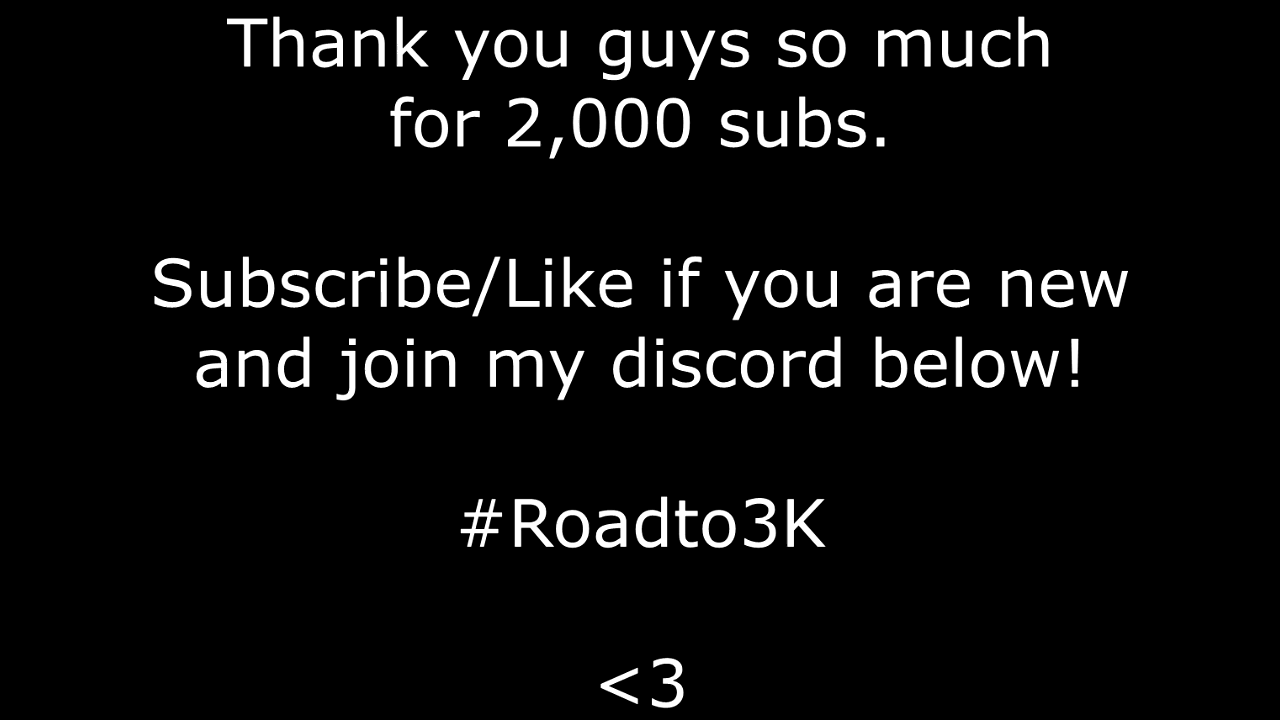 Thank you guys so much
for 2,000 subs.
Subscribe/Like if you are new
and join my discord below!
#Roadto3K
<3